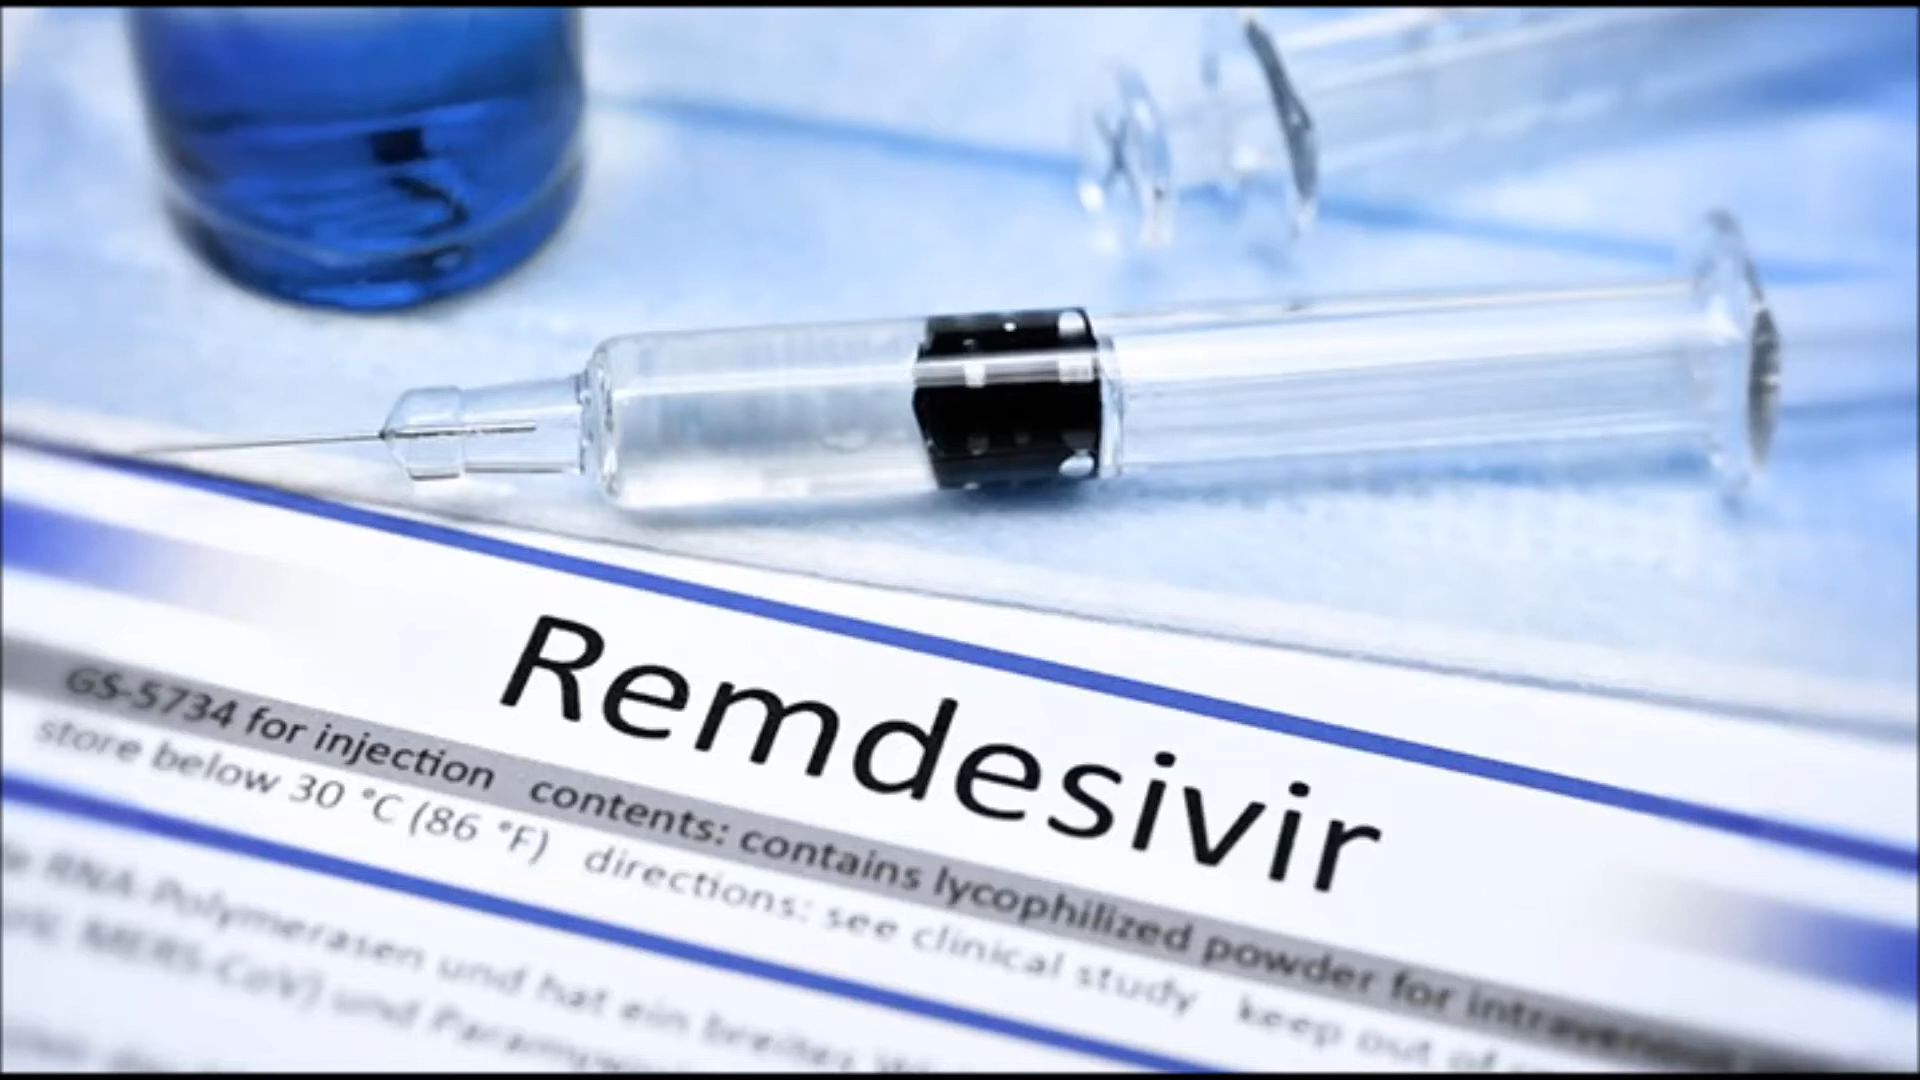 Remdesivir
GS-5734 for injection contents: contains lycophilized powder for intravenous
store below 30 °C (86 °F) directions: see clinical study keep out of
RNA-Polymerasen und hat ein breites
MERS-CoV) und